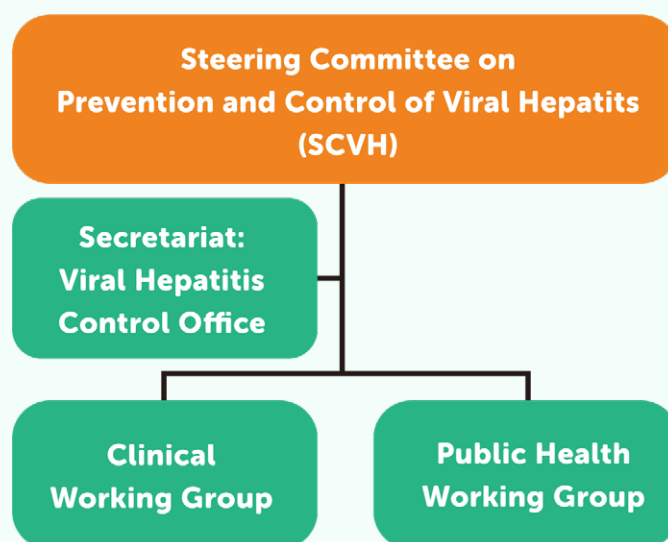 Steering Committee on
Prevention and Control of Viral Hepatits
(SCVH)
Secretariat:
Viral Hepatitis
Control Office
Clinical
Working Group
Public Health
Working Group